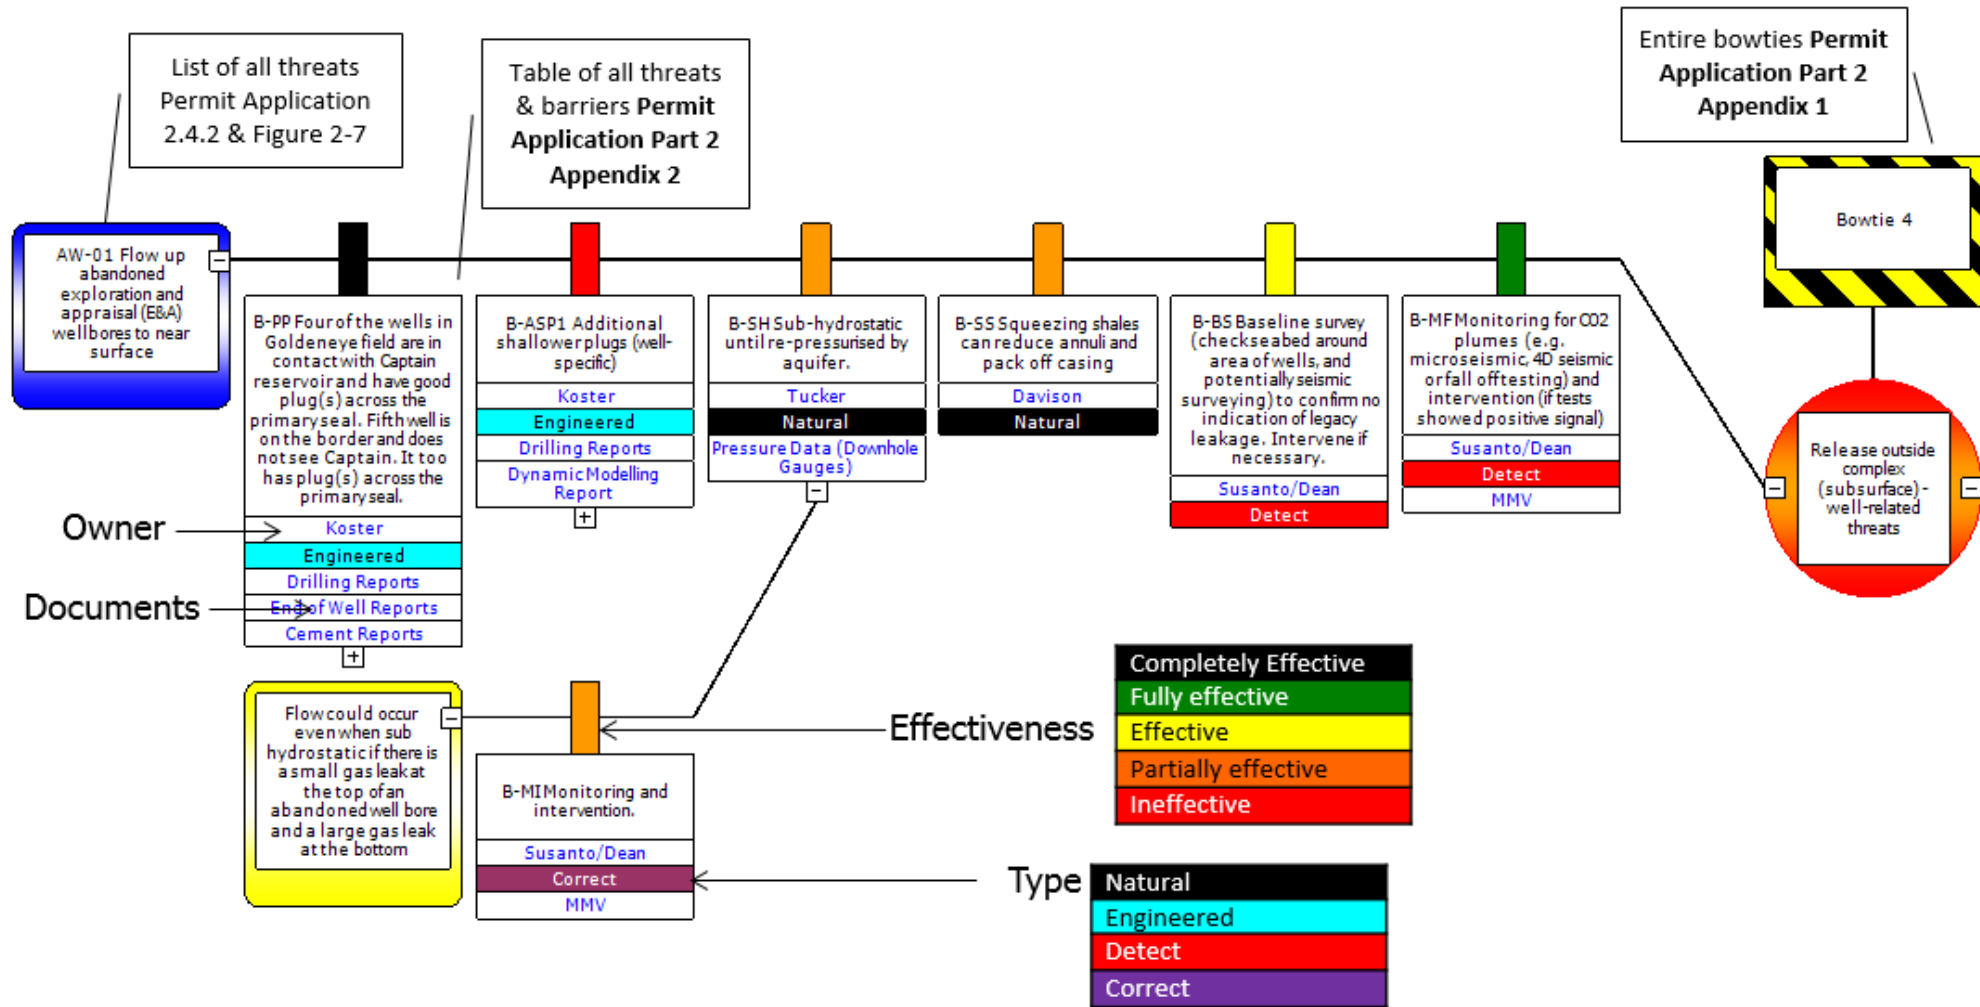 List of all threats
Permit Application
2.4.2 & Figure 2-7
Table of all threats
& barriers Permit
Application Part 2
Appendix 2
Entire bowties Permit
Application Part 2
Appendix 1
Bowtie 4
AW-01 Flow up
abandoned
exploration and
appraisal (E&A)
wellbores to near
surface
B-PP Four of the wells in
Goldeneye field are in
contact with Captain
reservoir and have good
plug(s) across the
primary seal. Fifth well is
on the border and does
not see Captain. It too
has plug(s) across the
primary seal.
Koster
Engineered
Drilling Reports
End of Well Reports
Cement Reports
B-ASP1 Additional
shallower plugs (well-
specific)
Koster
Engineered
Drilling Reports
Dynamic Modelling
Report
B-SH Sub-hydrostatic
until re-pressurised by
aquifer.
Tucker
Natural
Pressure Data (Downhole
Gauges)
B-SS Squeezing shales
can reduce annuli and
pack off casing
Davison
Natural
B-BS Baseline survey
(check seabed around
area of wells, and
potentially seismic
surveying) to confirm no
indication of legacy
leakage. Intervene if
necessary.
Susanto/Dean
Detect
B-MF Monitoring for CO2
plumes (e.g.
microseismic, 4D seismic
or fall off testing) and
intervention (if tests
showed positive signal)
Susanto/Dean
Detect
MMV
Release outside
complex
(subsurface) -
well-related
threats
Owner
Documents
Flow could occur
even when sub
hydrostatic if there is
a small gas leak at
the top of an
abandoned well bore
and a large gas leak
at the bottom
B-MI Monitoring and
intervention.
Susanto/Dean
Correct
MMV
Effectiveness
Completely Effective
Fully effective
Effective
Partially effective
Ineffective
Type
Natural
Engineered
Detect
Correct